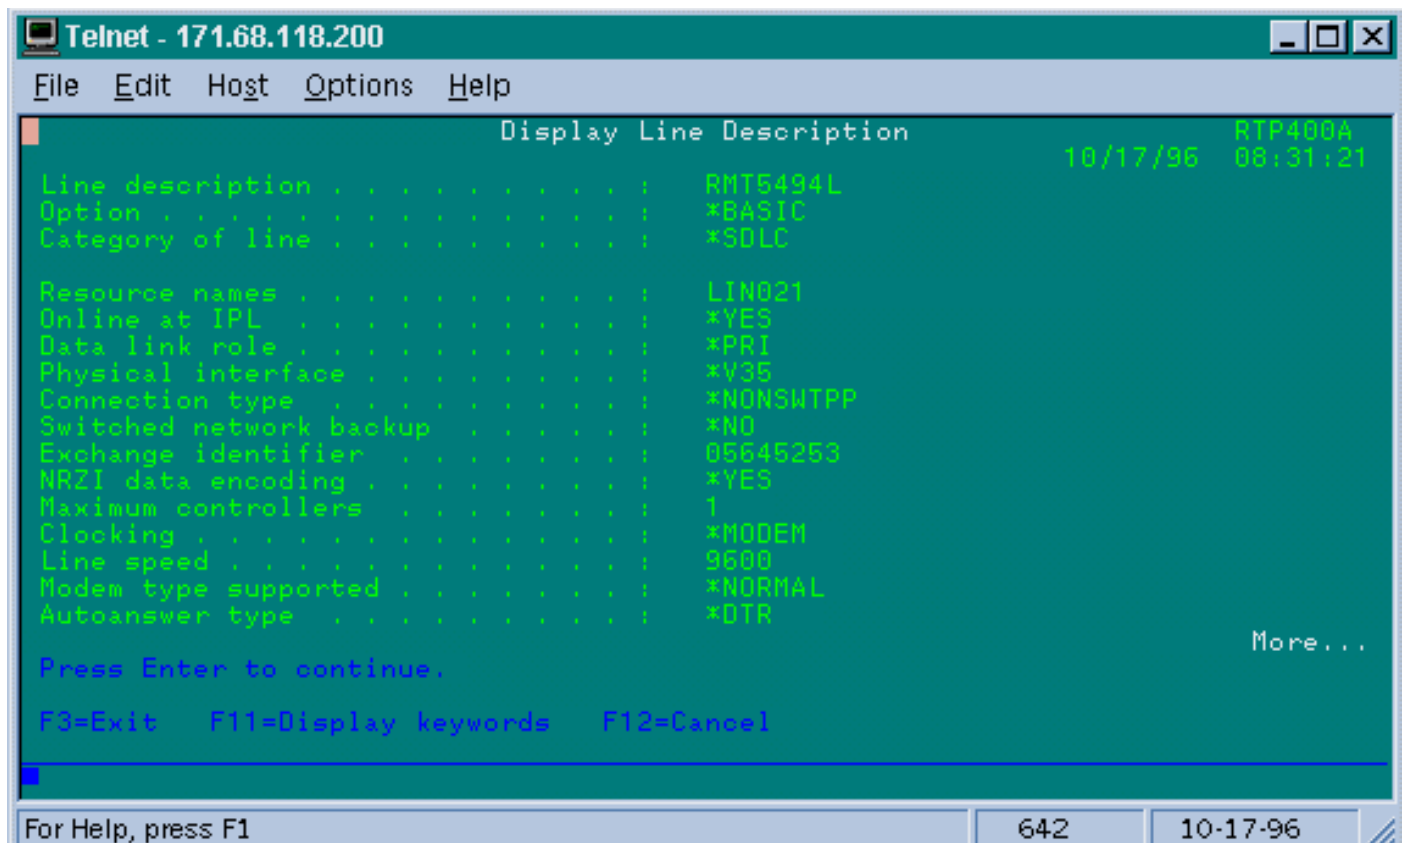 Telnet - 171.68.118.200
File Edit Host Options Help
Display Line Description RTP400A
10/17/96 08:31:21
Line description . . . . . . . . . : RMT5494L
Option . . . . . . . . . . . . . . : *BASIC
Category of line . . . . . . . . . : *SDLC
Resource names . . . . . . . . . . : LIN021
Online at IPL . . . . . . . . . . : *YES
Data link role . . . . . . . . . . : *PRI
Physical interface . . . . . . . . : *V35
Connection type . . . . . . . . . : *NONSWTPP
Switched network backup . . . . . : *NO
Exchange identifier . . . . . . . : 05645253
NRZI data encoding . . . . . . . . : *YES
Maximum controllers . . . . . . . : 1
Clocking . . . . . . . . . . . . . : *MODEM
Line speed . . . . . . . . . . . . : 9600
Modem type supported . . . . . . . : *NORMAL
Autoanswer type . . . . . . . . . : *DTR
More...
Press Enter to continue.
F3=Exit F11=Display keywords F12=Cancel
For Help, press F1 642 10-17-96